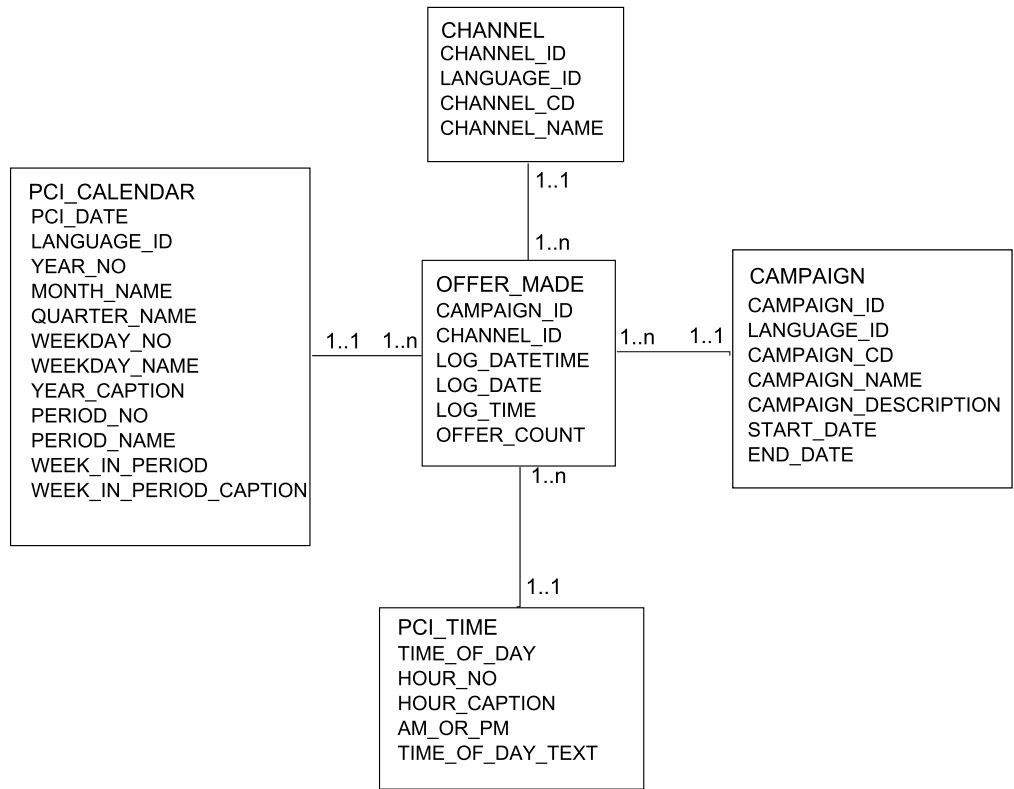 CHANNEL
CHANNEL_ID
LANGUAGE_ID
CHANNEL_CD
CHANNEL_NAME
1..1
1..n
PCI_CALENDAR
PCI_DATE
LANGUAGE_ID
YEAR_NO
MONTH_NAME
QUARTER_NAME
WEEKDAY_NO
WEEKDAY_NAME
YEAR_CAPTION
PERIOD_NO
PERIOD_NAME
WEEK_IN_PERIOD
WEEK_IN_PERIOD_CAPTION
1..1 1..n
OFFER_MADE
CAMPAIGN_ID
CHANNEL_ID
LOG_DATETIME
LOG_DATE
LOG_TIME
OFFER_COUNT
1..n 1..1
CAMPAIGN
CAMPAIGN_ID
LANGUAGE_ID
CAMPAIGN_CD
CAMPAIGN_NAME
CAMPAIGN_DESCRIPTION
START_DATE
END_DATE
1..n
1..1
PCI_TIME
TIME_OF_DAY
HOUR_NO
HOUR_CAPTION
AM_OR_PM
TIME_OF_DAY_TEXT